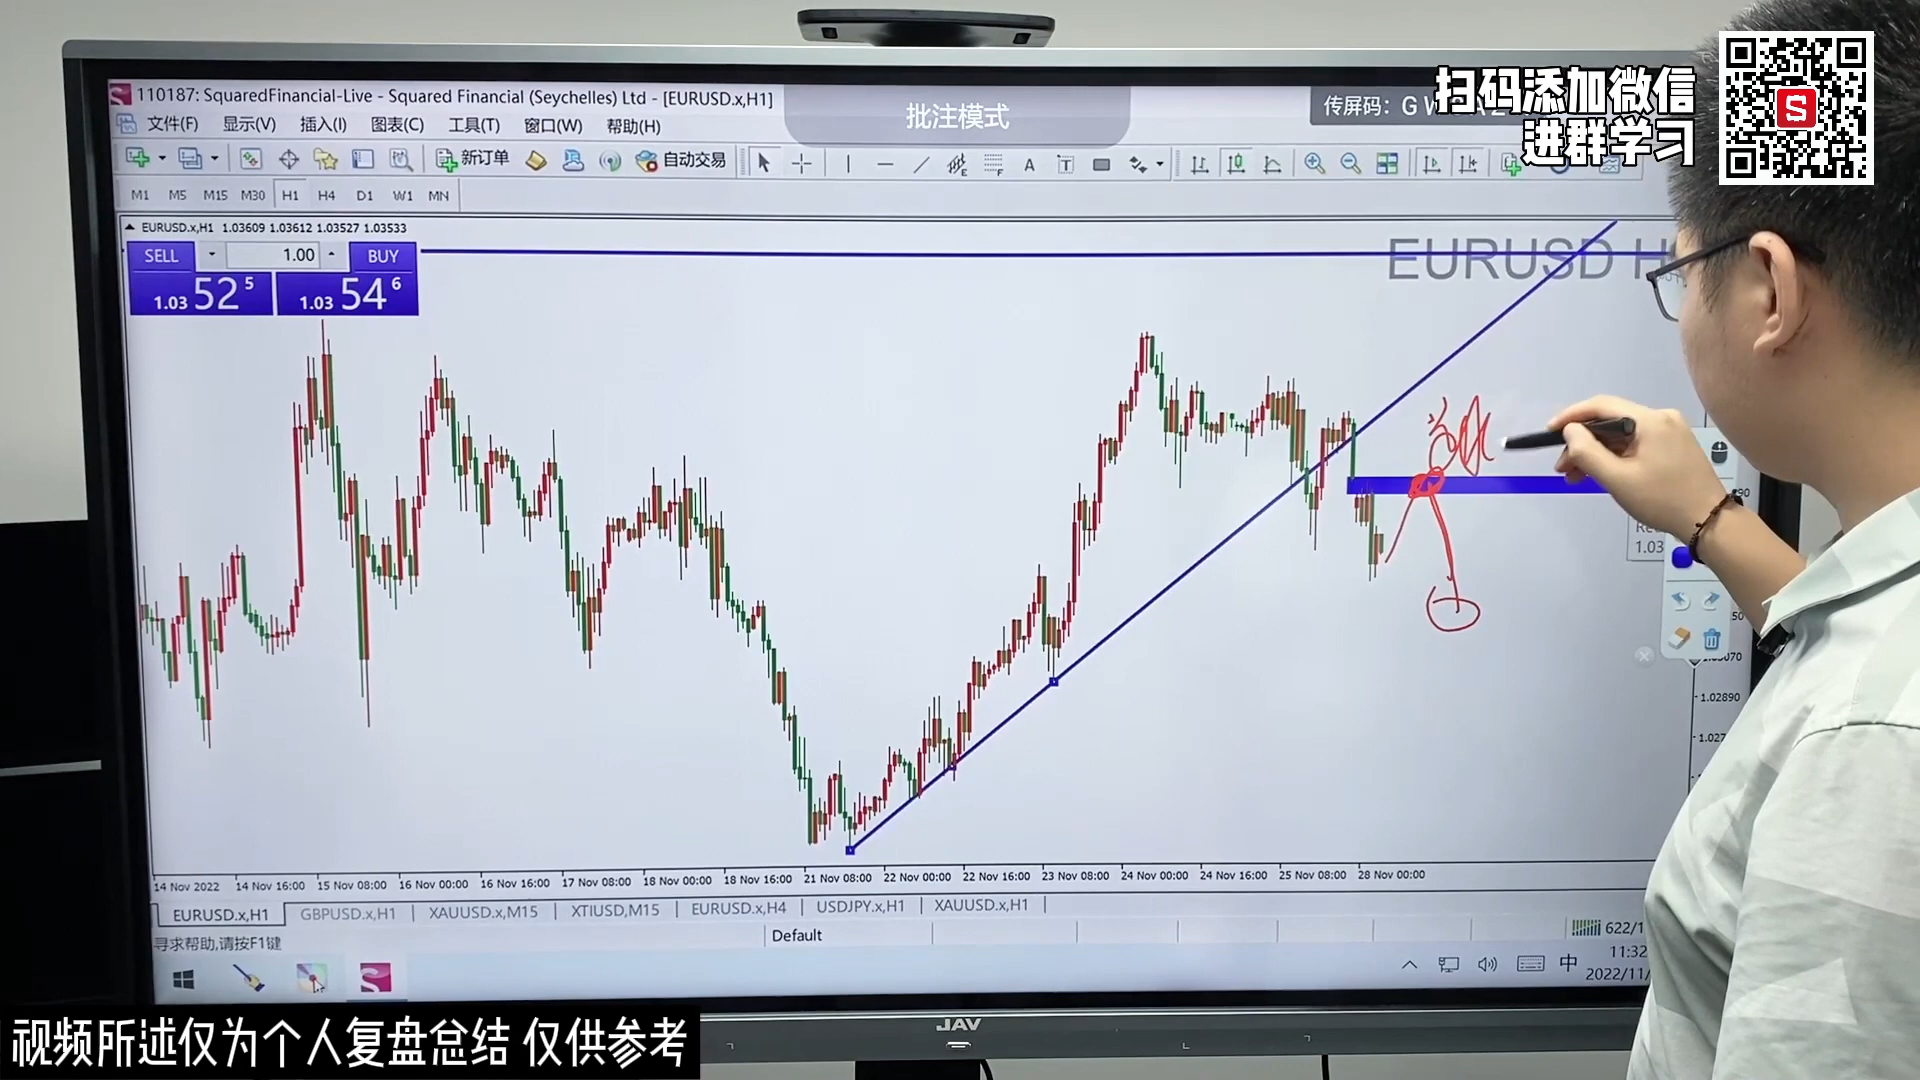 扫码添加微信
进群学习
110187: SquaredFinancial-Live - Squared Financial (Seychelles) Ltd - [EURUSD.x,H1]
批注模式
传屏码: G W
文件(F) 显示(V) 插入(I) 图表(C) 工具(T) 窗口(W) 帮助(H)
新订单 自动交易
M1 M5 M15 M30 H1 H4 D1 W1 MN
EURUSD.x,H1 1.03609 1.03612 1.03527 1.03533
SELL 1.00 BUY
1.03 52 5 1.03 54 6
EURUSD
1.03
1.02890
14 Nov 2022 14 Nov 16:00 15 Nov 08:00 16 Nov 00:00 16 Nov 16:00 17 Nov 08:00 18 Nov 00:00 18 Nov 16:00 21 Nov 08:00 22 Nov 00:00 22 Nov 16:00 23 Nov 08:00 24 Nov 00:00 24 Nov 16:00 25 Nov 08:00 28 Nov 00:00
EURUSD.x,H1 GBPUSD.x,H1 XAUUSD.x,M15 XTIUSD,M15 EURUSD.x,H4 USDJPY.x,H1 XAUUSD.x,H1
寻求帮助,请按F1键
Default
622/1
中
11:32
2022/11/
JAV
视频所述仅为个人复盘总结 仅供参考